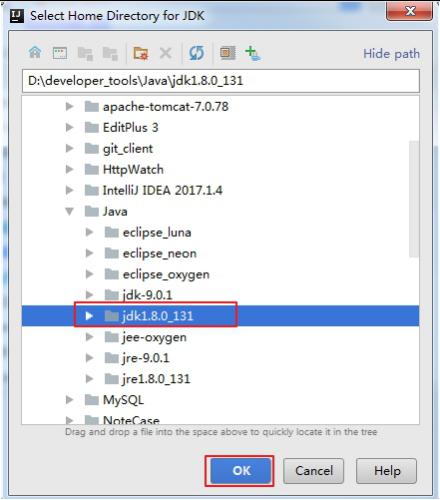 Select Home Directory for JDK
Hide path
D:\developer_tools\Java\jdk1.8.0_131
apache-tomcat-7.0.78
EditPlus 3
git_client
HttpWatch
IntelliJ IDEA 2017.1.4
Java
eclipse_luna
eclipse_neon
eclipse_oxygen
jdk-9.0.1
jdk1.8.0_131
jee-oxygen
jre-9.0.1
jre1.8.0_131
MySQL
NoteCase
Drag and drop a file into the space above to quickly locate it in the tree
OK Cancel Help